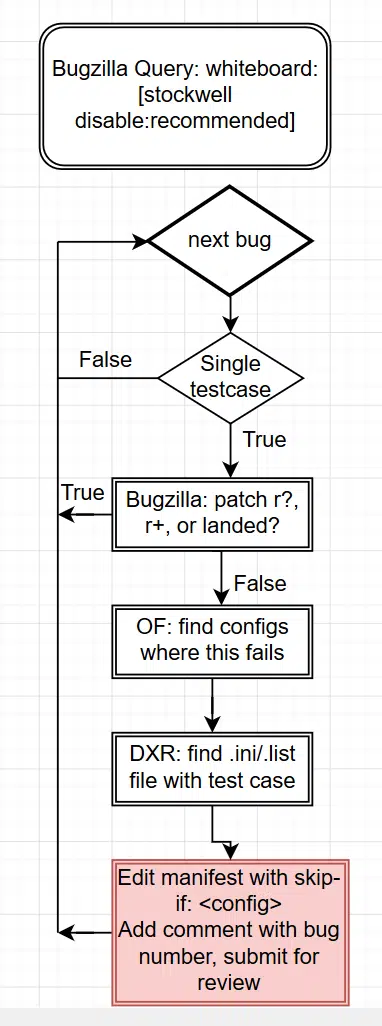 Bugzilla Query: whiteboard:
[stockwell
disable:recommended]
next bug
False
Single
testcase
True
True
Bugzilla: patch r?,
r+, or landed?
False
OF: find configs
where this fails
DXR: find .ini/.list
file with test case
Edit manifest with skip-
if: <config>
Add comment with bug
number, submit for
review